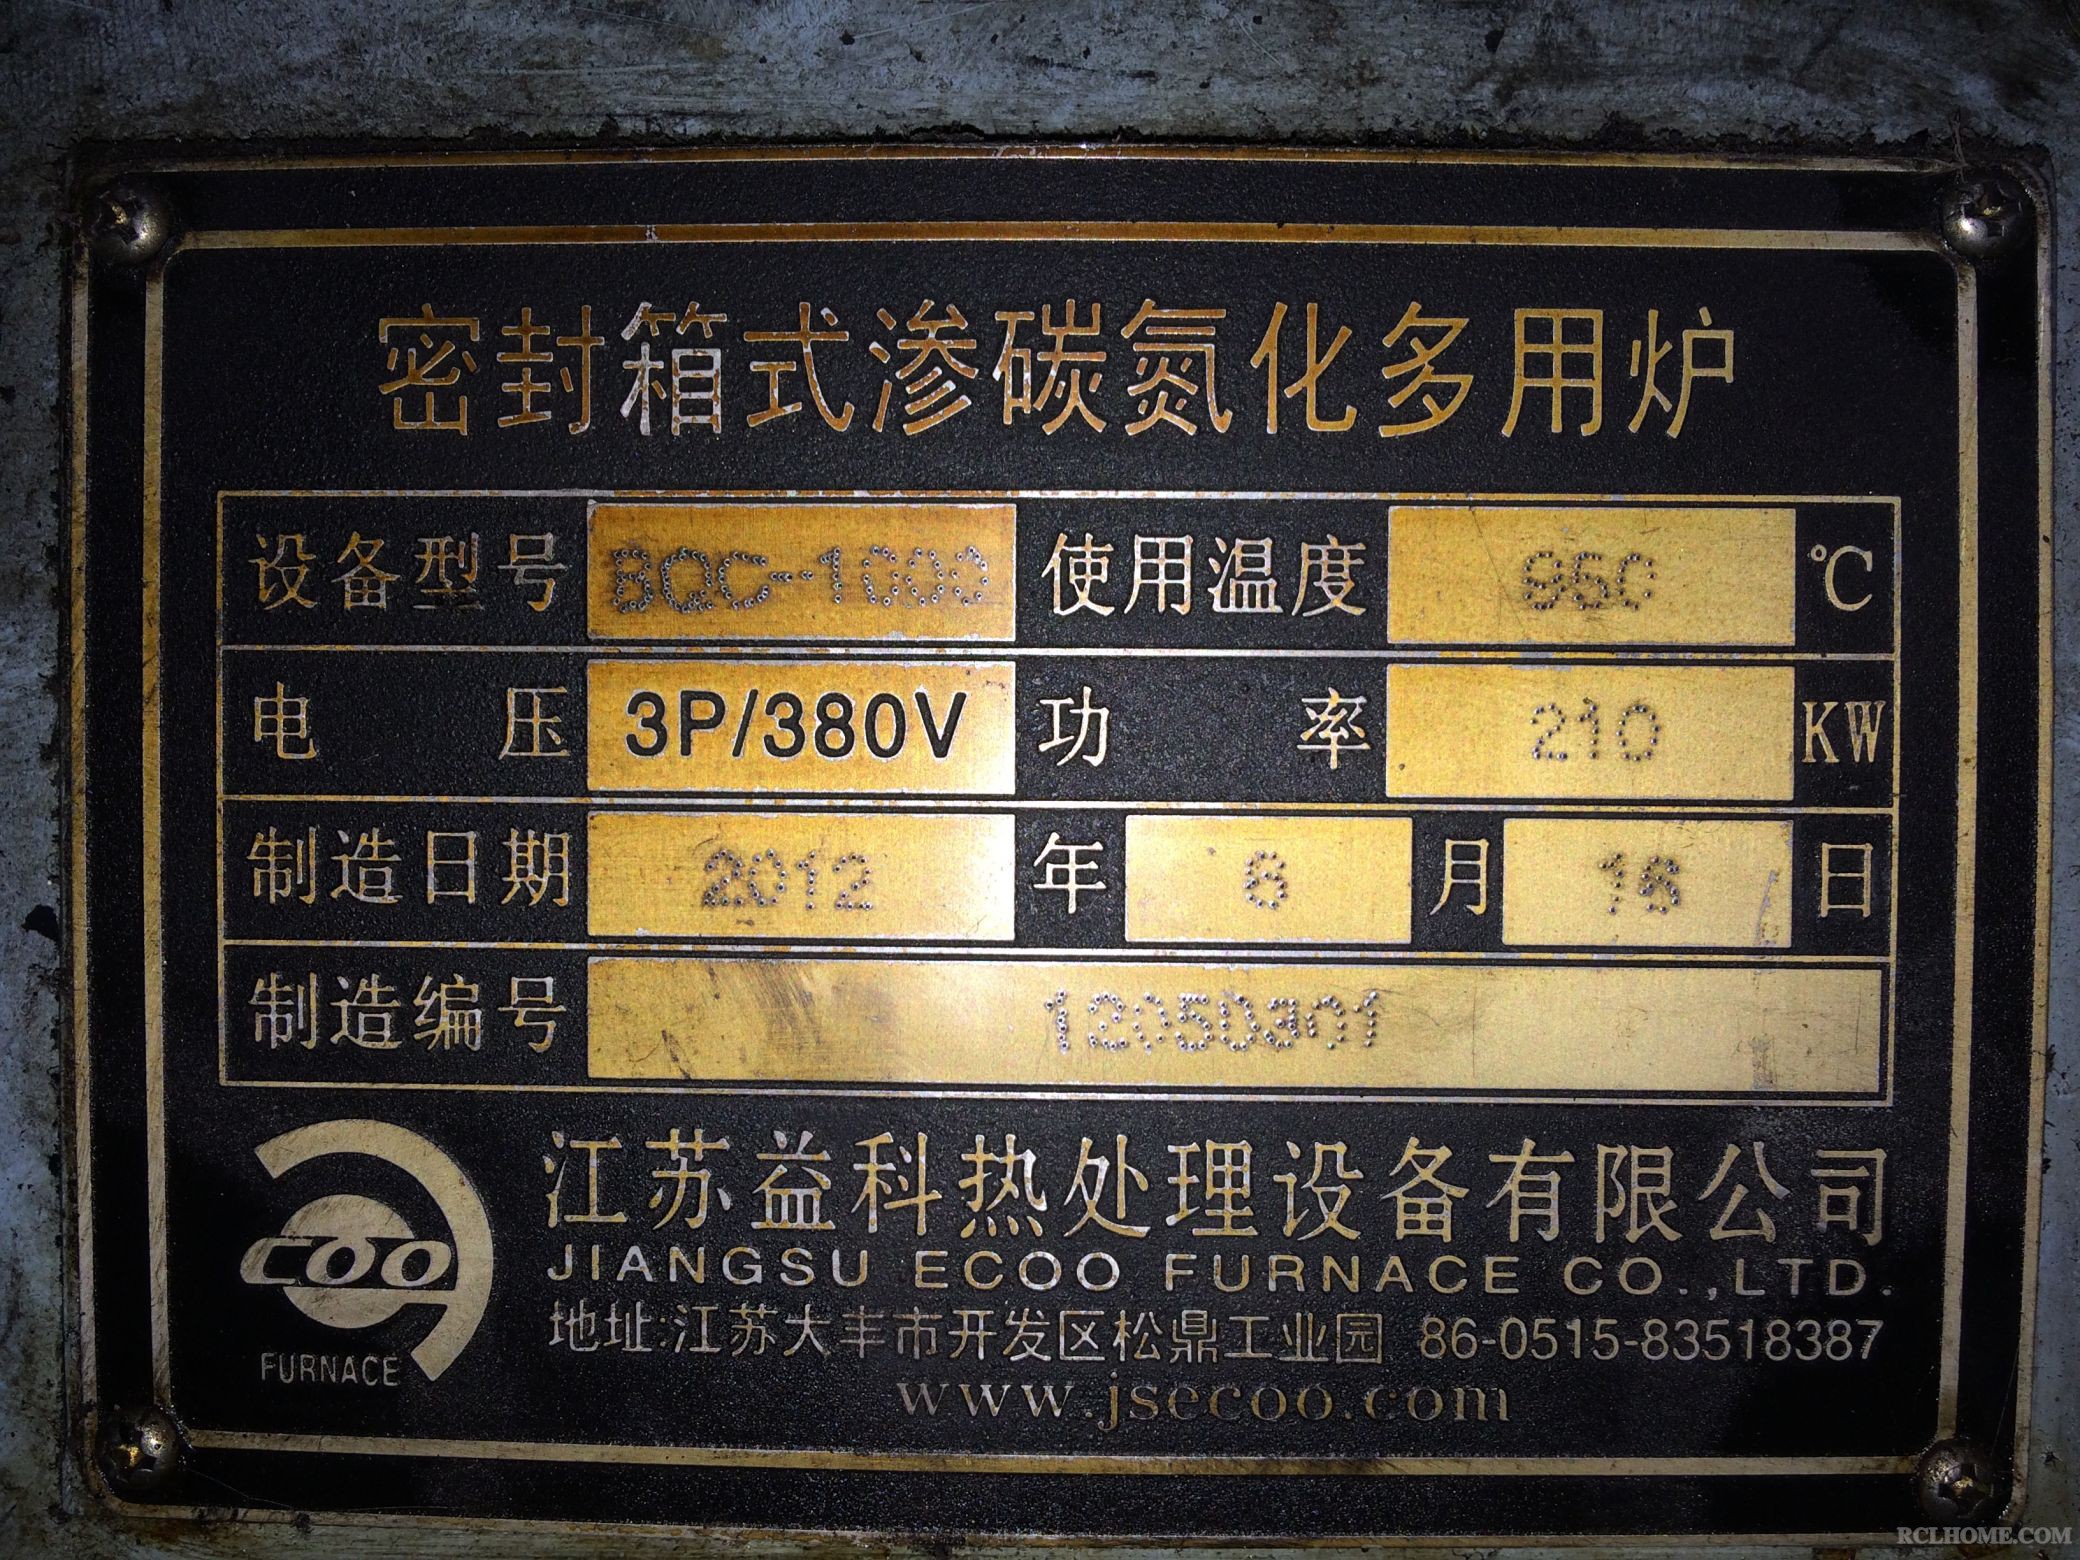 密封箱式渗碳氮化多用炉
设备型号 BQC-1000 使用温度 950 ℃
电压 3P/380V 功率 210 KW
制造日期 2012 年 6 月 16 日
制造编号 12050301
江苏益科热处理设备有限公司
COO JIANGSU ECOO FURNACE CO.,LTD.
地址:江苏大丰市开发区松鼎工业园 86-0515-83518387
FURNACE
www.jsecoo.com
RCLHOME.COM